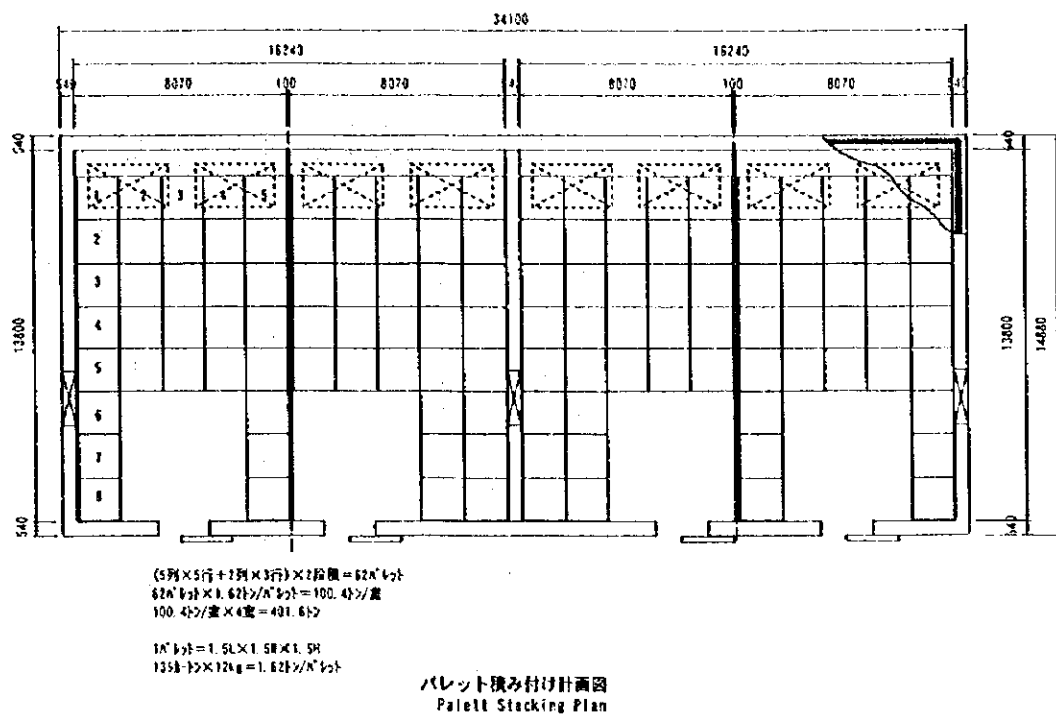 34100
16240 16240
540 8070 100 8070 540 8070 100 8070 540
540 540
1 2 3 4 5
2
3
4
5
6
7
8
13800 13800 14880
540 540
(5列×5行+2列×3行)×2段積=62パレット
62パレット×1.62トン/パレット=100.4トン/室
100.4トン/室×4室=401.6トン
1パレット=1.5L×1.5W×1.5H
135カートン×12kg=1.62トン/パレット
パレット積み付け計画図
Palett Stacking Plan